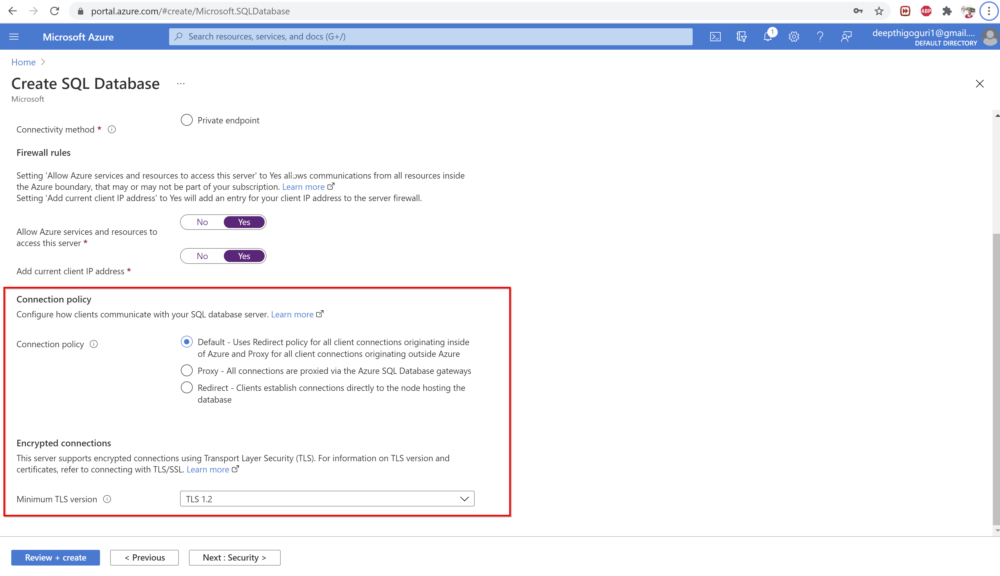 portal.azure.com/#create/Microsoft.SQLDatabase
ABP
Microsoft Azure
Search resources, services, and docs (G+/)
1
deepthigoguri1@gmail....
DEFAULT DIRECTORY
Home
Create SQL Database ...
Microsoft
Private endpoint
Connectivity method *
Firewall rules
Setting 'Allow Azure services and resources to access this server' to Yes allows communications from all resources inside
the Azure boundary, that may or may not be part of your subscription. Learn more
Setting 'Add current client IP address' to Yes will add an entry for your client IP address to the server firewall.
No Yes
Allow Azure services and resources to
access this server *
No Yes
Add current client IP address *
Connection policy
Configure how clients communicate with your SQL database server. Learn more
Connection policy
Default - Uses Redirect policy for all client connections originating inside
of Azure and Proxy for all client connections originating outside Azure
Proxy - All connections are proxied via the Azure SQL Database gateways
Redirect - Clients establish connections directly to the node hosting the
database
Encrypted connections
This server supports encrypted connections using Transport Layer Security (TLS). For information on TLS version and
certificates, refer to connecting with TLS/SSL. Learn more
Minimum TLS version
TLS 1.2
Review + create
< Previous
Next : Security >